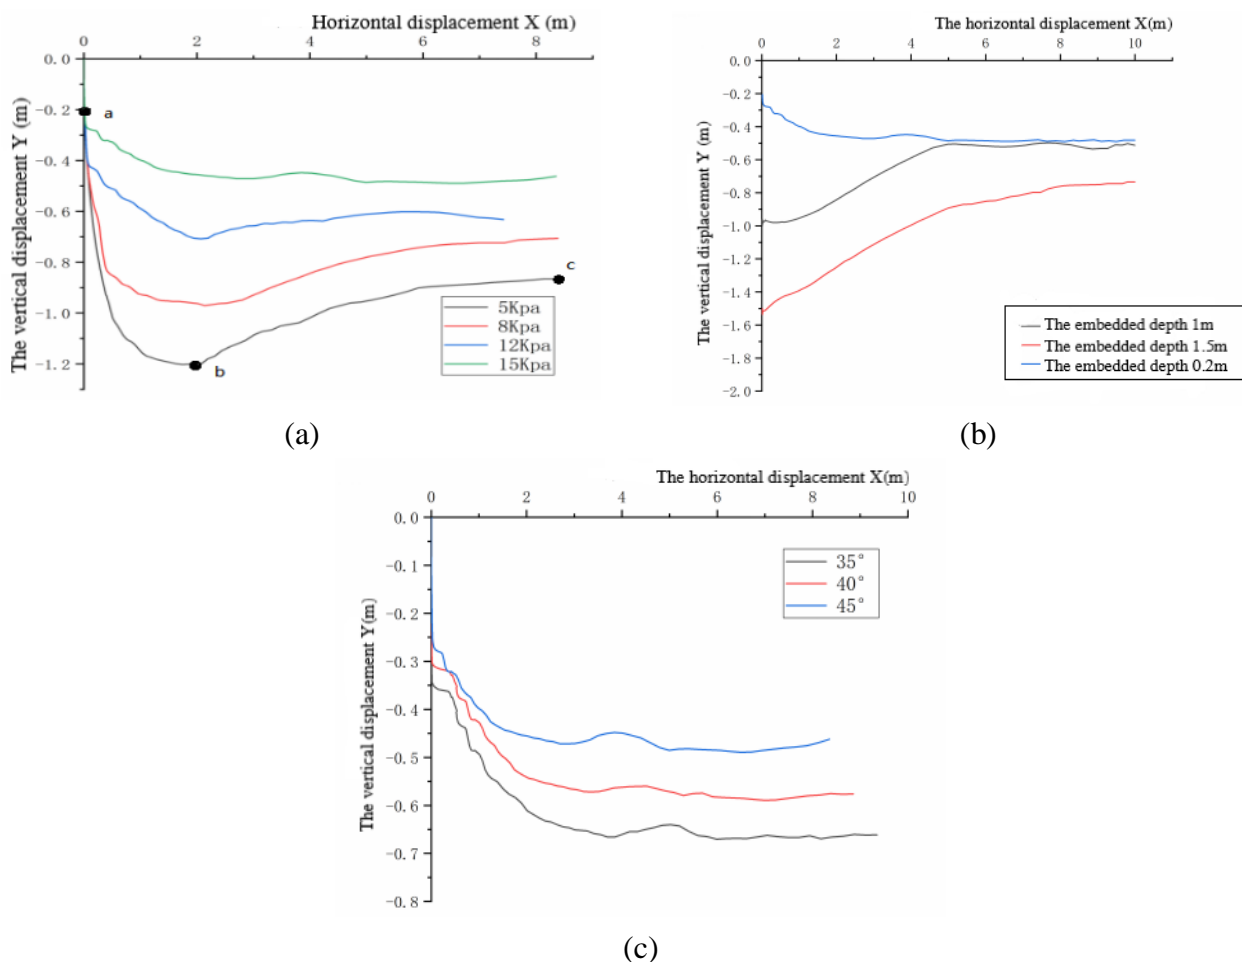 Horizontal displacement X (m)
0 2 4 6 8
The vertical displacement Y (m)
0.0
-0.2
-0.4
-0.6
-0.8
-1.0
-1.2
a
b
c
5Kpa
8Kpa
12Kpa
15Kpa
(a)
The horizontal displacement X(m)
0 2 4 6 8 10
The vertical displacement Y (m)
0.0
-0.2
-0.4
-0.6
-0.8
-1.0
-1.2
-1.4
-1.6
-1.8
-2.0
The embedded depth 1m
The embedded depth 1.5m
The embedded depth 0.2m
(b)
The horizontal displacement X(m)
0 2 4 6 8 10
The vertical displacement Y(m)
0.0
-0.1
-0.2
-0.3
-0.4
-0.5
-0.6
-0.7
-0.8
35°
40°
45°
(c)